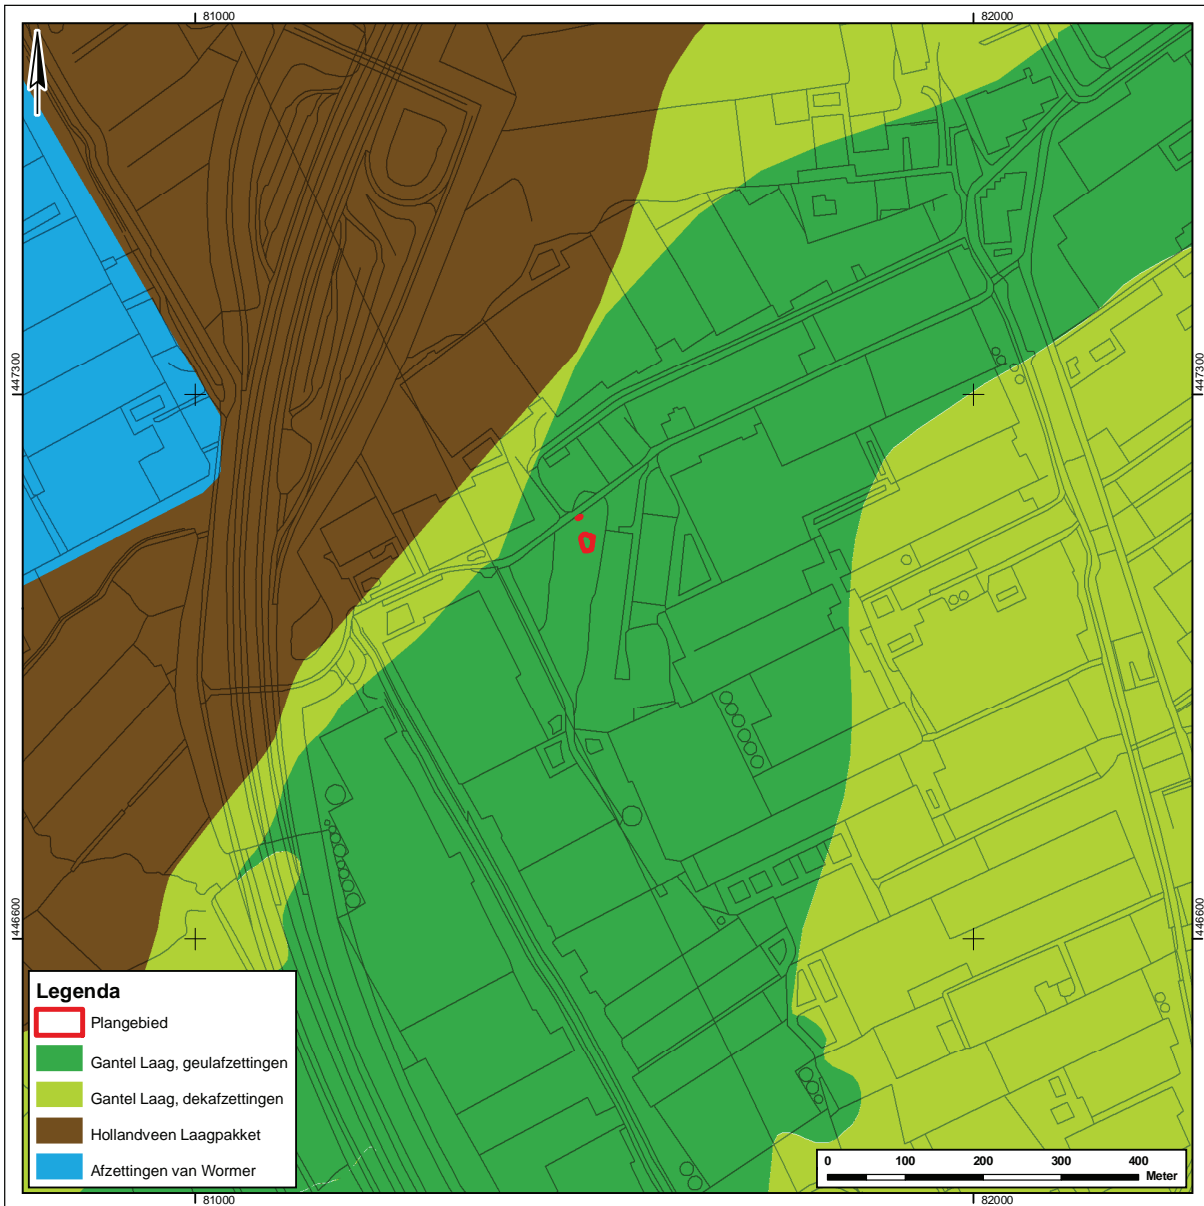 81000
82000
447300
447300
446600
446600
Legenda
Plangebied
Gantel Laag, geulafzettingen
Gantel Laag, dekafzettingen
Hollandveen Laagpakket
Afzettingen van Wormer
0 100 200 300 400
Meter
81000
82000